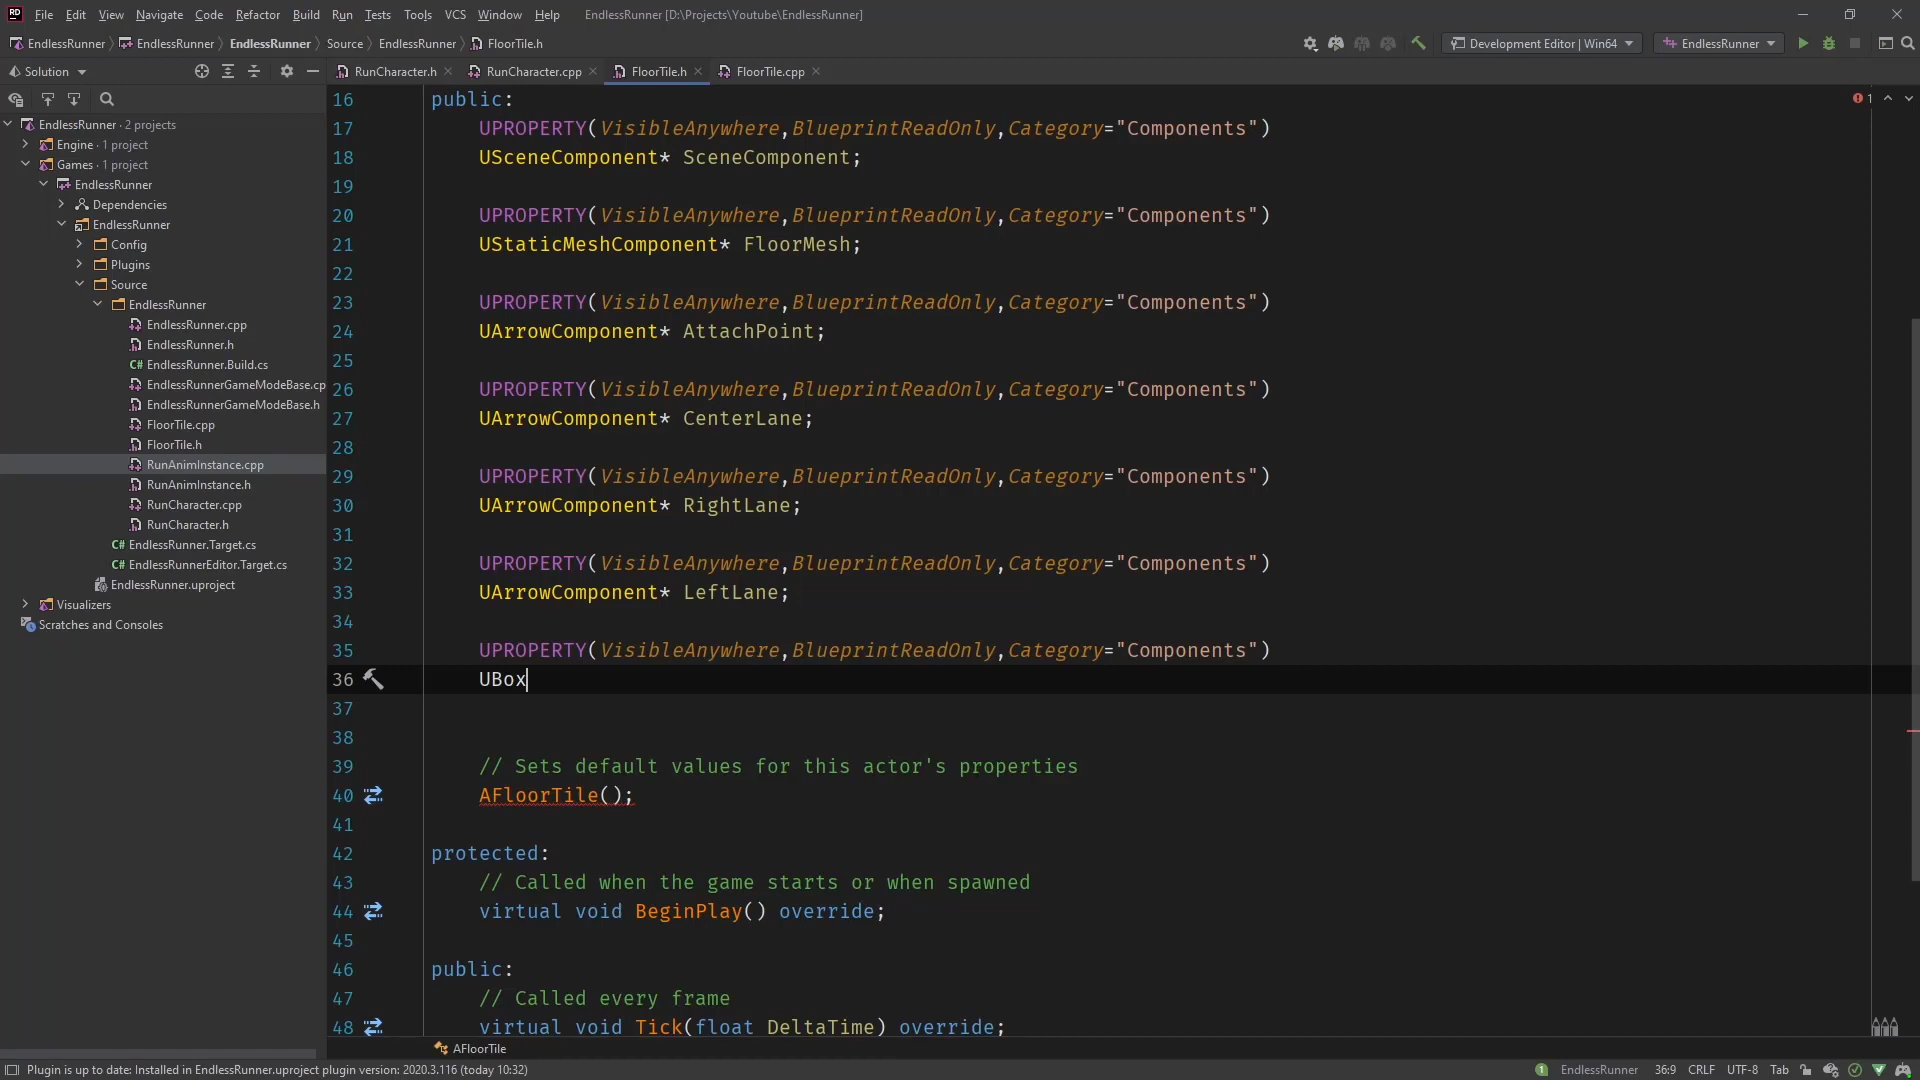 File Edit View Navigate Code Refactor Build Run Tests Tools VCS Window Help EndlessRunner [D:\Projects\Youtube\EndlessRunner]
EndlessRunner EndlessRunner EndlessRunner Source EndlessRunner FloorTile.h
Development Editor | Win64 EndlessRunner
Solution
RunCharacter.h RunCharacter.cpp FloorTile.h FloorTile.cpp
EndlessRunner · 2 projects
Engine · 1 project
Games · 1 project
EndlessRunner
Dependencies
EndlessRunner
Config
Plugins
Source
EndlessRunner
EndlessRunner.cpp
EndlessRunner.h
C# EndlessRunner.Build.cs
EndlessRunnerGameModeBase.cp
EndlessRunnerGameModeBase.h
FloorTile.cpp
FloorTile.h
RunAnimInstance.cpp
RunAnimInstance.h
RunCharacter.cpp
RunCharacter.h
C# EndlessRunner.Target.cs
C# EndlessRunnerEditor.Target.cs
EndlessRunner.uproject
Visualizers
Scratches and Consoles
1
16 public:
17 UPROPERTY(VisibleAnywhere,BlueprintReadOnly,Category="Components")
18 USceneComponent* SceneComponent;
19
20 UPROPERTY(VisibleAnywhere,BlueprintReadOnly,Category="Components")
21 UStaticMeshComponent* FloorMesh;
22
23 UPROPERTY(VisibleAnywhere,BlueprintReadOnly,Category="Components")
24 UArrowComponent* AttachPoint;
25
26 UPROPERTY(VisibleAnywhere,BlueprintReadOnly,Category="Components")
27 UArrowComponent* CenterLane;
28
29 UPROPERTY(VisibleAnywhere,BlueprintReadOnly,Category="Components")
30 UArrowComponent* RightLane;
31
32 UPROPERTY(VisibleAnywhere,BlueprintReadOnly,Category="Components")
33 UArrowComponent* LeftLane;
34
35 UPROPERTY(VisibleAnywhere,BlueprintReadOnly,Category="Components")
36 UBox
37
38
39 // Sets default values for this actor's properties
40 AFloorTile();
41
42 protected:
43 // Called when the game starts or when spawned
44 virtual void BeginPlay() override;
45
46 public:
47 // Called every frame
48 virtual void Tick(float DeltaTime) override;
AFloorTile
Plugin is up to date: Installed in EndlessRunner.uproject plugin version: 2020.3.116 (today 10:32) 1 EndlessRunner 36:9 CRLF UTF-8 Tab